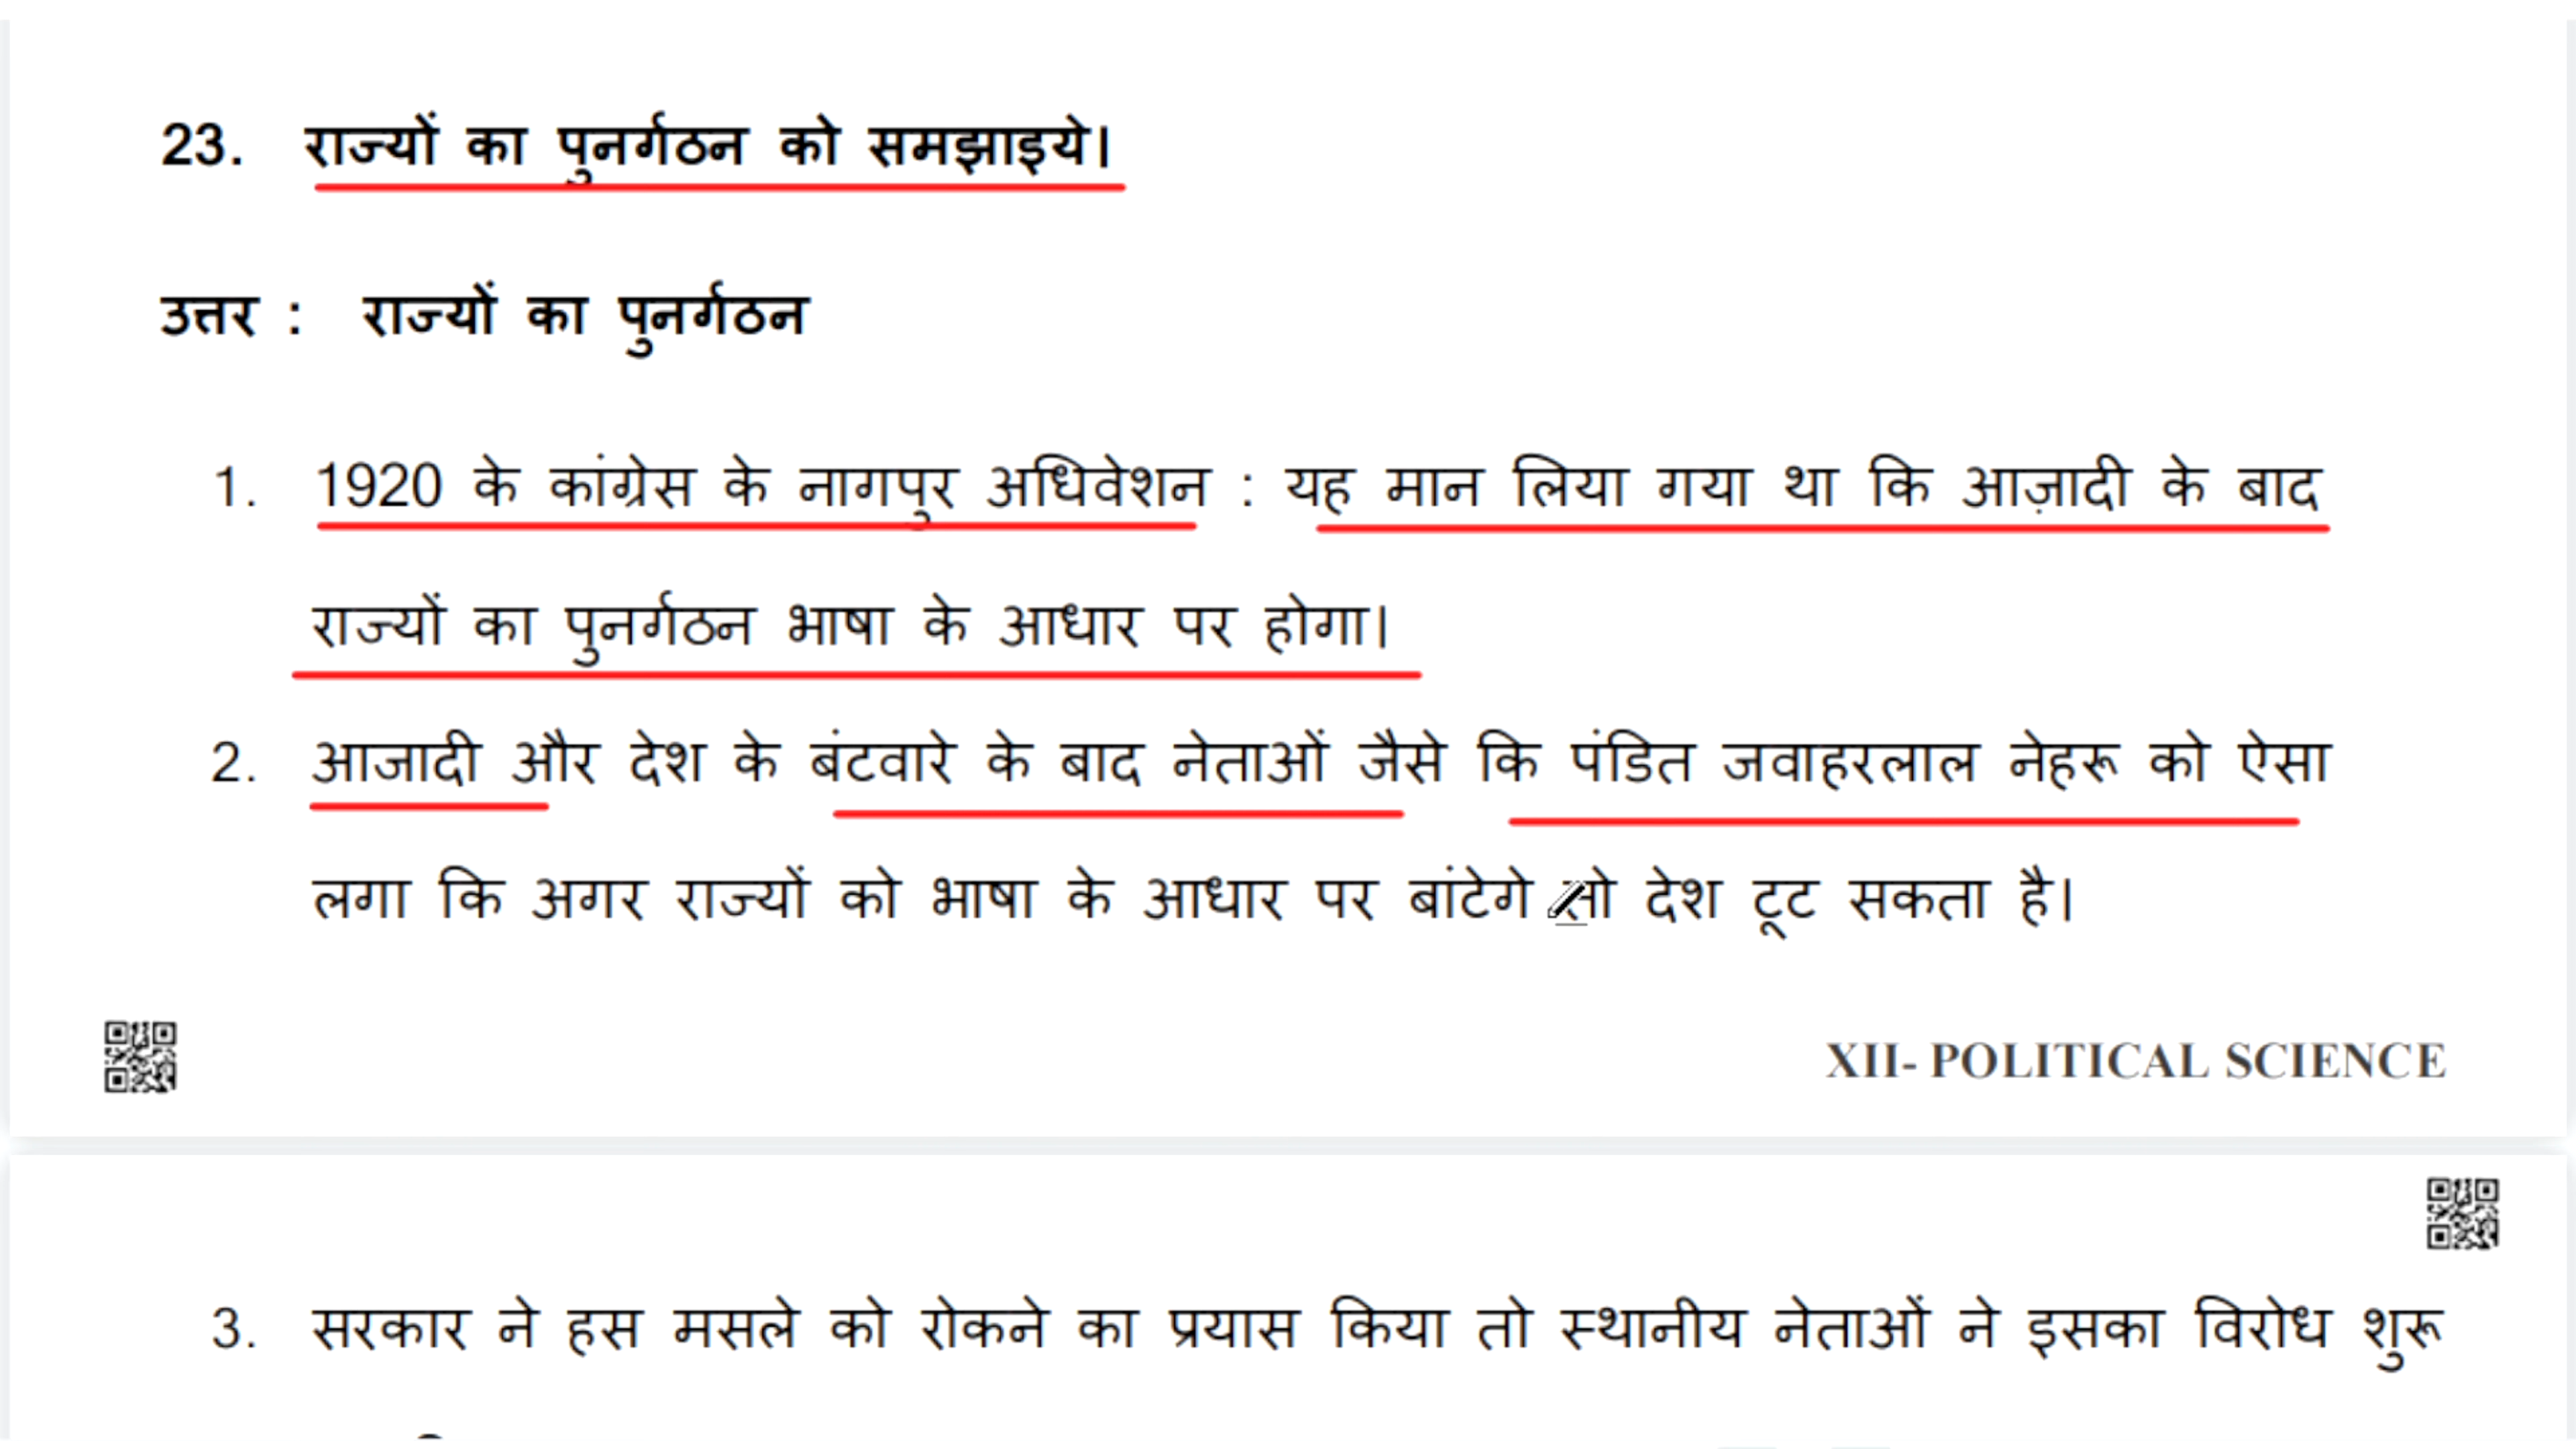 23. राज्यों का पुनर्गठन को समझाइये।
उत्तर : राज्यों का पुनर्गठन
1. 1920 के कांग्रेस के नागपुर अधिवेशन : यह मान लिया गया था कि आज़ादी के बाद
राज्यों का पुनर्गठन भाषा के आधार पर होगा।
2. आजादी और देश के बंटवारे के बाद नेताओं जैसे कि पंडित जवाहरलाल नेहरू को ऐसा
लगा कि अगर राज्यों को भाषा के आधार पर बांटेगे तो देश टूट सकता है।
XII- POLITICAL SCIENCE
3. सरकार ने हस मसले को रोकने का प्रयास किया तो स्थानीय नेताओं ने इसका विरोध शुरू